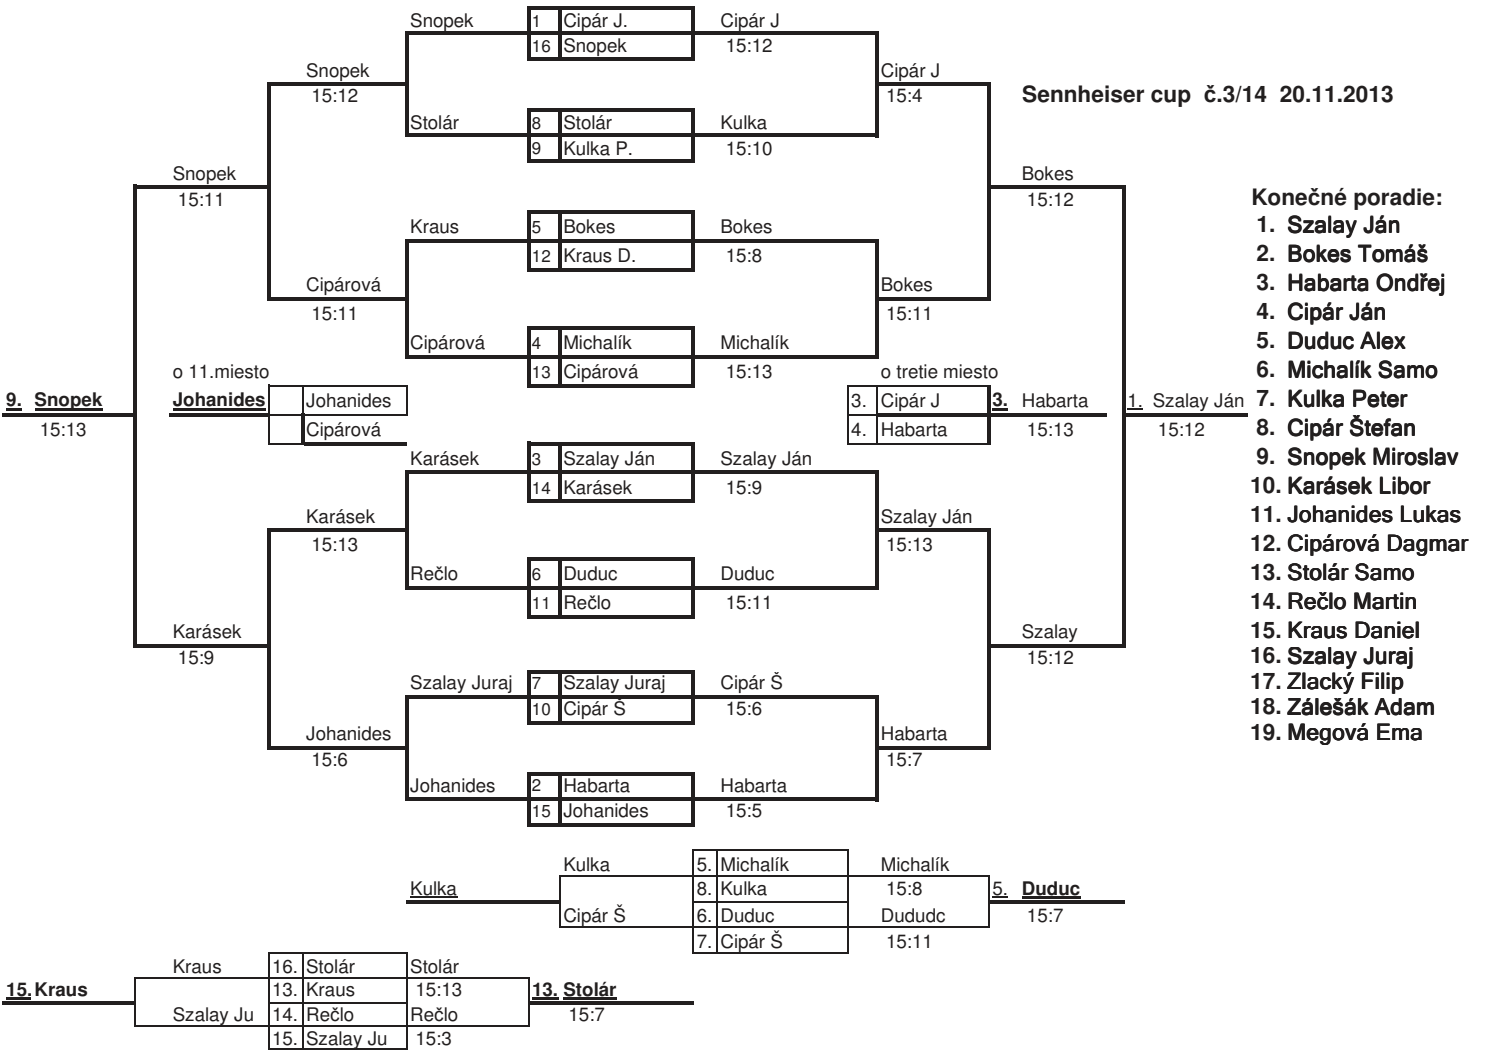 Snopek 1 Cipár J. Cipár J
16 Snopek 15:12
Snopek Cipár J
15:12 15:4
Sennheiser cup č.3/14 20.11.2013
Stolár 8 Stolár Kulka
9 Kulka P. 15:10
Snopek Bokes
15:11 15:12
Konečné poradie:
1. Szalay Ján
Kraus 5 Bokes Bokes
12 Kraus D. 15:8
2. Bokes Tomáš
3. Habarta Ondřej
Cipárová Bokes
15:11 15:11
4. Cipár Ján
Cipárová 4 Michalík Michalík
5. Duduc Alex
o 11.miesto 13 Cipárová 15:13 o tretie miesto
6. Michalík Samo
9. Snopek Johanides Johanides 3. Cipár J 3. Habarta 1. Szalay Ján
7. Kulka Peter
15:13 Cipárová 4. Habarta 15:13 15:12
8. Cipár Štefan
Karásek 3 Szalay Ján Szalay Ján
9. Snopek Miroslav
14 Karásek 15:9
10. Karásek Libor
Karásek Szalay Ján
11. Johanides Lukas
15:13 15:13
12. Cipárová Dagmar
Rečlo 6 Duduc Duduc
13. Stolár Samo
11 Rečlo 15:11
14. Rečlo Martin
Karásek Szalay
15. Kraus Daniel
15:9 15:12
16. Szalay Juraj
Szalay Juraj 7 Szalay Juraj Cipár Š
17. Zlacký Filip
10 Cipár Š 15:6
18. Zálešák Adam
Johanides Habarta
19. Megová Ema
15:6 15:7
Johanides 2 Habarta Habarta
15 Johanides 15:5
Kulka 5. Michalík Michalík
Kulka 8. Kulka 15:8 5. Duduc
Cipár Š 6. Duduc Dududc 15:7
7. Cipár Š 15:11
Kraus 16. Stolár Stolár
15. Kraus 13. Kraus 15:13 13. Stolár
Szalay Ju 14. Rečlo Rečlo 15:7
15. Szalay Ju 15:3